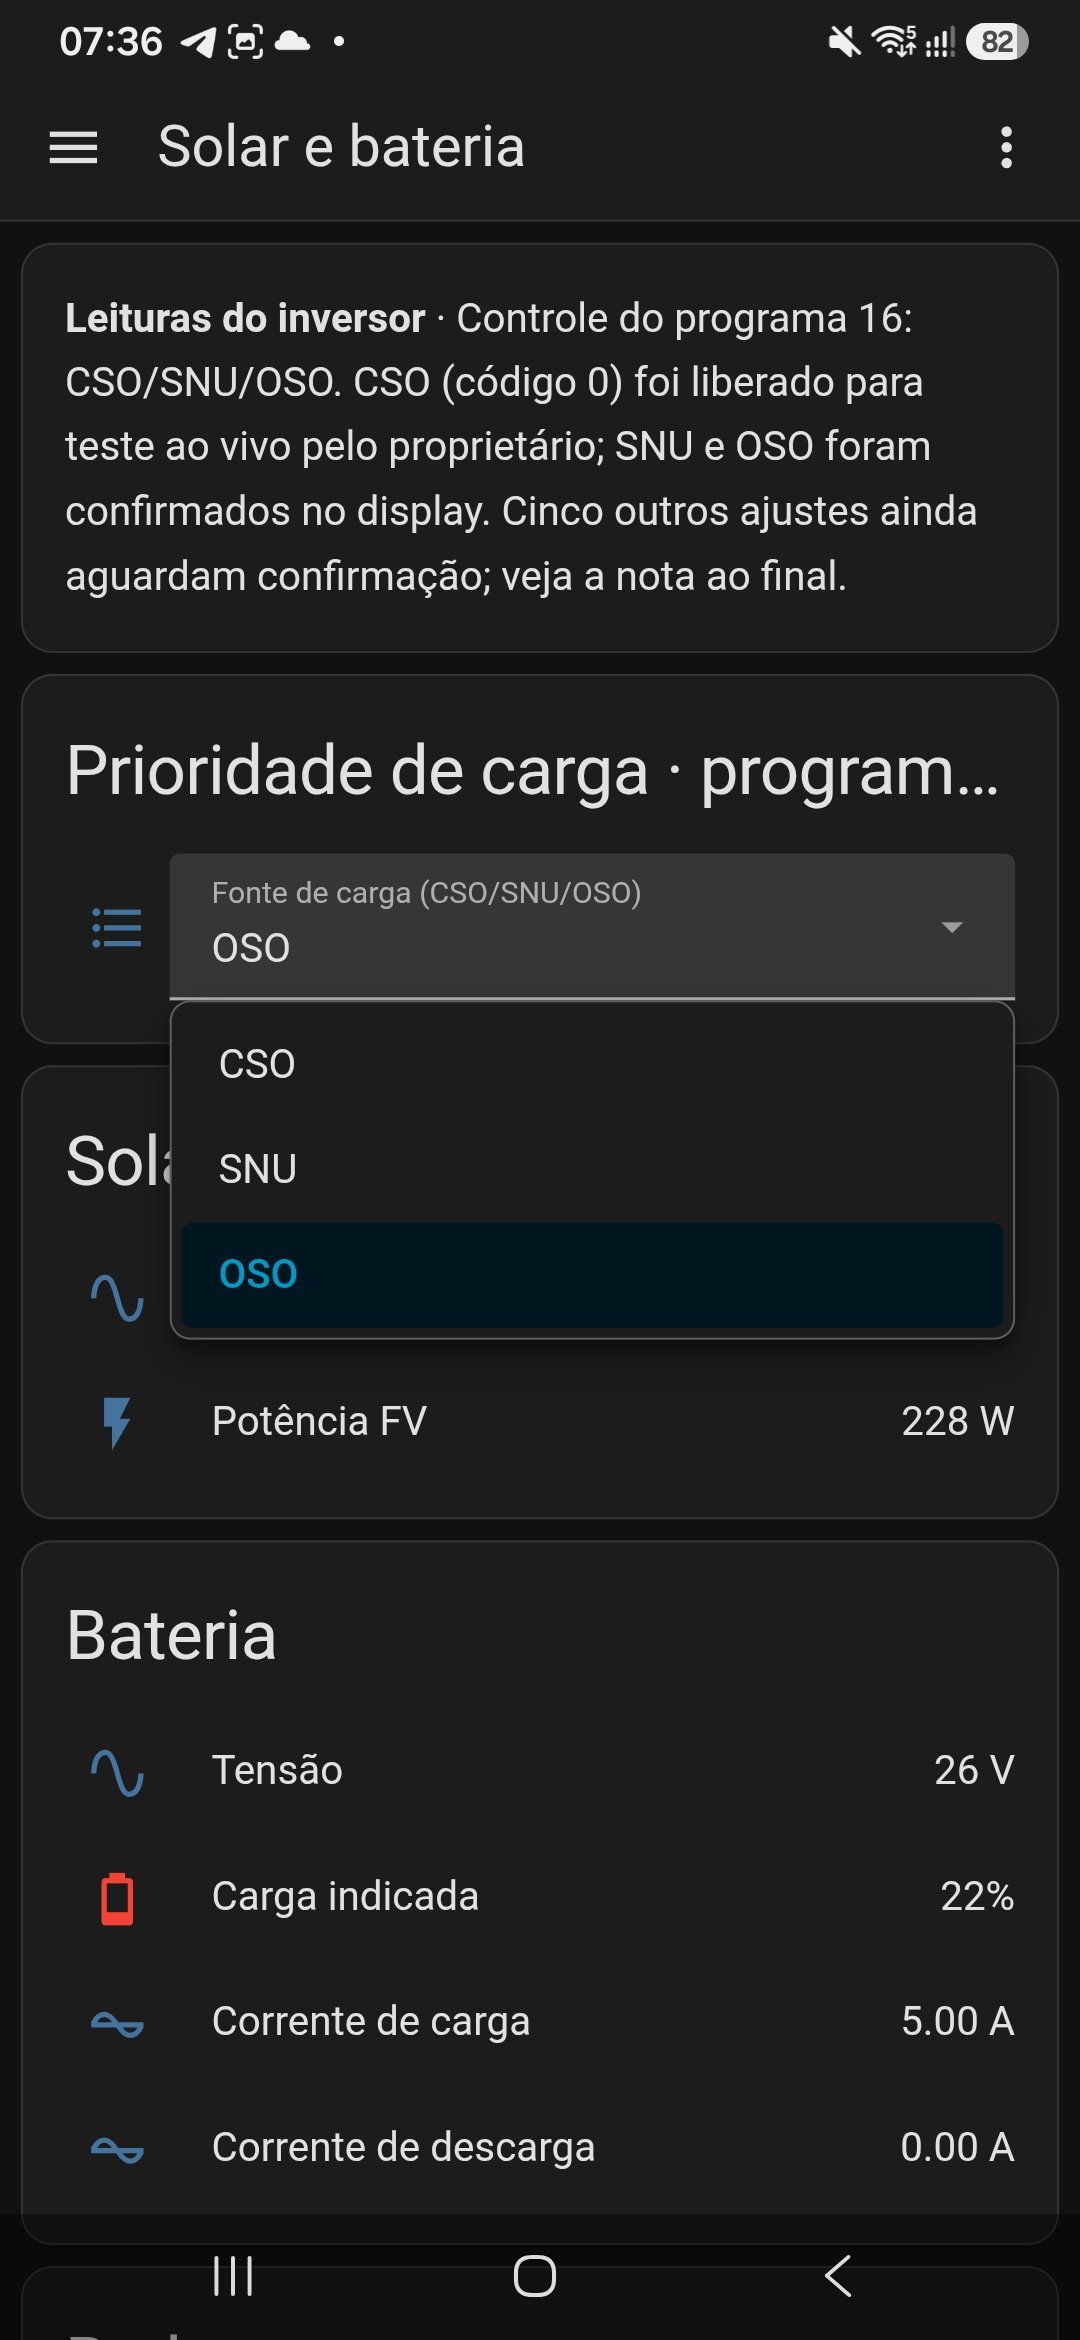 07:36
5
82
Solar e bateria
Leituras do inversor · Controle do programa 16:
CSO/SNU/OSO. CSO (código 0) foi liberado para
teste ao vivo pelo proprietário; SNU e OSO foram
confirmados no display. Cinco outros ajustes ainda
aguardam confirmação; veja a nota ao final.
Prioridade de carga · program...
Fonte de carga (CSO/SNU/OSO)
OSO
CSO
SNU
OSO
Potência FV 228 W
Bateria
Tensão 26 V
Carga indicada 22%
Corrente de carga 5.00 A
Corrente de descarga 0.00 A